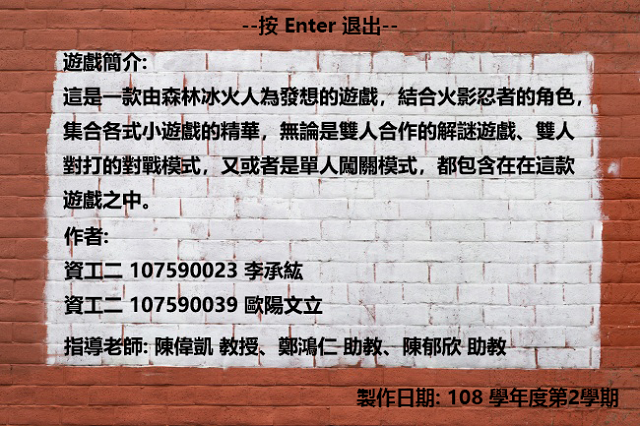 --按 Enter 退出--
遊戲簡介:
這是一款由森林冰火人為發想的遊戲，結合火影忍者的角色，
集合各式小遊戲的精華，無論是雙人合作的解謎遊戲、雙人
對打的對戰模式，又或者是單人闖關模式，都包含在在這款
遊戲之中。
作者:
資工二 107590023 李承紘
資工二 107590039 歐陽文立
指導老師: 陳偉凱 教授、鄭鴻仁 助教、陳郁欣 助教
製作日期: 108 學年度第2學期